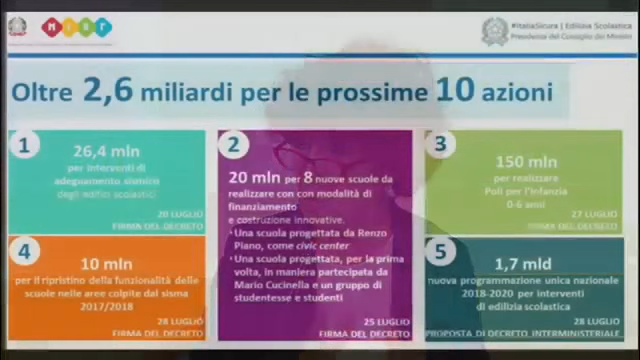 MIUR
#ItaliaSicura | Edilizia Scolastica
Presidenza del Consiglio dei Ministri
Oltre 2,6 miliardi per le prossime 10 azioni
1
26,4 mln
per interventi di
adeguamento sismico
degli edifici scolastici
20 LUGLIO
FIRMA DEL DECRETO
2
20 mln per 8 nuove scuole da
realizzare con con modalità di
finanziamento
e costruzione innovative.
• Una scuola progettata da Renzo
Piano, come civic center
• Una scuola progettata, per la prima
volta, in maniera partecipata da
Mario Cucinella e un gruppo di
studentesse e studenti
25 LUGLIO
FIRMA DEL DECRETO
3
150 mln
per realizzare
Poli per l'infanzia
0-6 anni
27 LUGLIO
FIRMA DEL DECRETO
4
10 mln
per il ripristino della funzionalità delle
scuole nelle aree colpite dal sisma
2017/2018
28 LUGLIO
FIRMA DEL DECRETO
5
1,7 mld
nuova programmazione unica nazionale
2018-2020 per interventi
di edilizia scolastica
28 LUGLIO
PROPOSTA DI DECRETO INTERMINISTERIALE